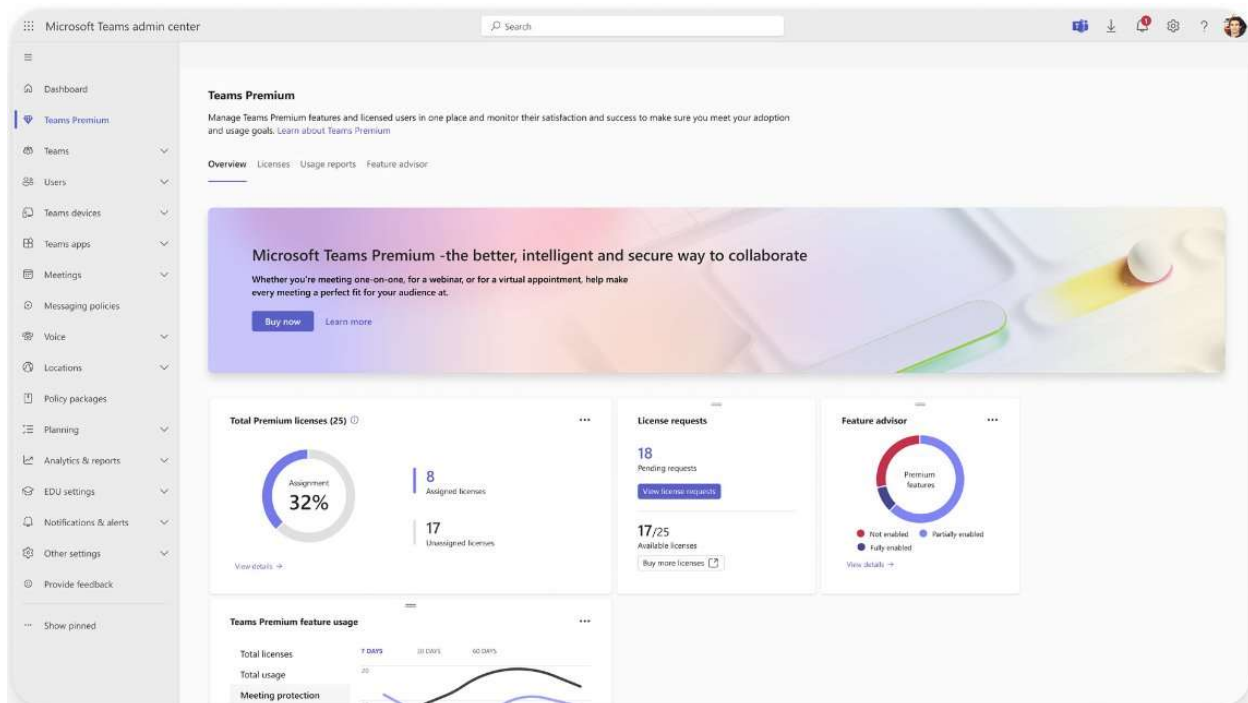 Microsoft Teams admin center
Search
1
?
Dashboard
Teams Premium
Teams
Users
Teams devices
Teams apps
Meetings
Messaging policies
Voice
Locations
Policy packages
Planning
Analytics & reports
EDU settings
Notifications & alerts
Other settings
Provide feedback
Show pinned
Teams Premium
Manage Teams Premium features and licensed users in one place and monitor their satisfaction and success to make sure you meet your adoption
and usage goals. Learn about Teams Premium
Overview Licenses Usage reports Feature advisor
Microsoft Teams Premium -the better, intelligent and secure way to collaborate
Whether you're meeting one-on-one, for a webinar, or for a virtual appointment, help make
every meeting a perfect fit for your audience at.
Buy now Learn more
Total Premium licenses (25)
Assignment
32%
8
Assigned licenses
17
Unassigned licenses
View details →
License requests
18
Pending requests
View license requests
17/25
Available licenses
Buy more licenses
Feature advisor
Premium
features
Not enabled Partially enabled
Fully enabled
View details →
Teams Premium feature usage
Total licenses
Total usage
Meeting protection
7 DAYS 30 DAYS 60 DAYS
20